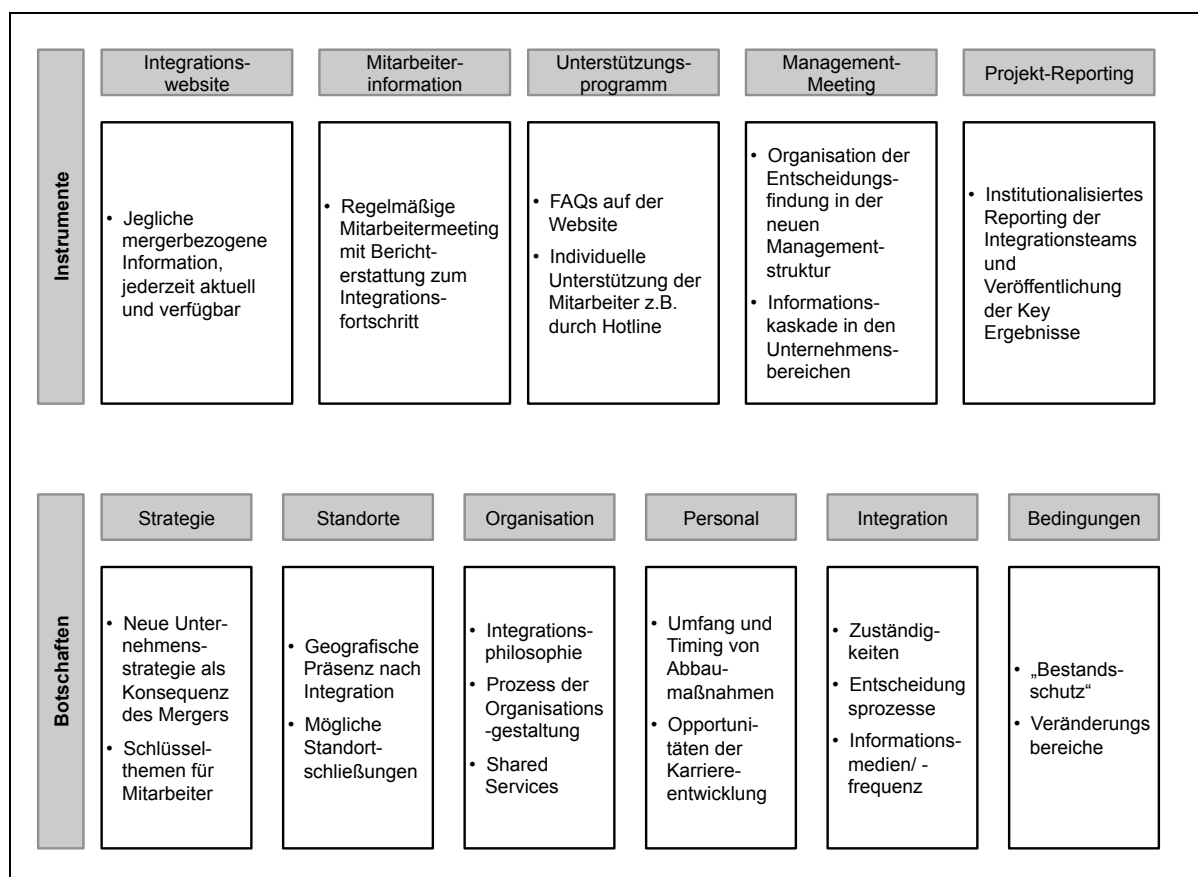 Instrumente
Integrations-
website
• Jegliche
mergerbezogene
Information,
jederzeit aktuell
und verfügbar
Mitarbeiter-
information
• Regelmäßige
Mitarbeitermeeting
mit Bericht-
erstattung zum
Integrations-
fortschritt
Unterstützungs-
programm
• FAQs auf der
Website
• Individuelle
Unterstützung der
Mitarbeiter z.B.
durch Hotline
Management-
Meeting
• Organisation der
Entscheidungs-
findung in der
neuen
Management-
struktur
• Informations-
kaskade in den
Unternehmens-
bereichen
Projekt-Reporting
• Institutionalisiertes
Reporting der
Integrationsteams
und
Veröffentlichung
der Key
Ergebnisse
Botschaften
Strategie
• Neue Unter-
nehmens-
strategie als
Konsequenz
des Mergers
• Schlüssel-
themen für
Mitarbeiter
Standorte
• Geografische
Präsenz nach
Integration
• Mögliche
Standort-
schließungen
Organisation
• Integrations-
philosophie
• Prozess der
Organisations
-gestaltung
• Shared
Services
Personal
• Umfang und
Timing von
Abbau-
maßnahmen
• Opportuni-
täten der
Karriere-
entwicklung
Integration
• Zuständig-
keiten
• Entscheidung
sprozesse
• Informations-
medien/ -
frequenz
Bedingungen
• „Bestands-
schutz“
• Veränderungs
bereiche